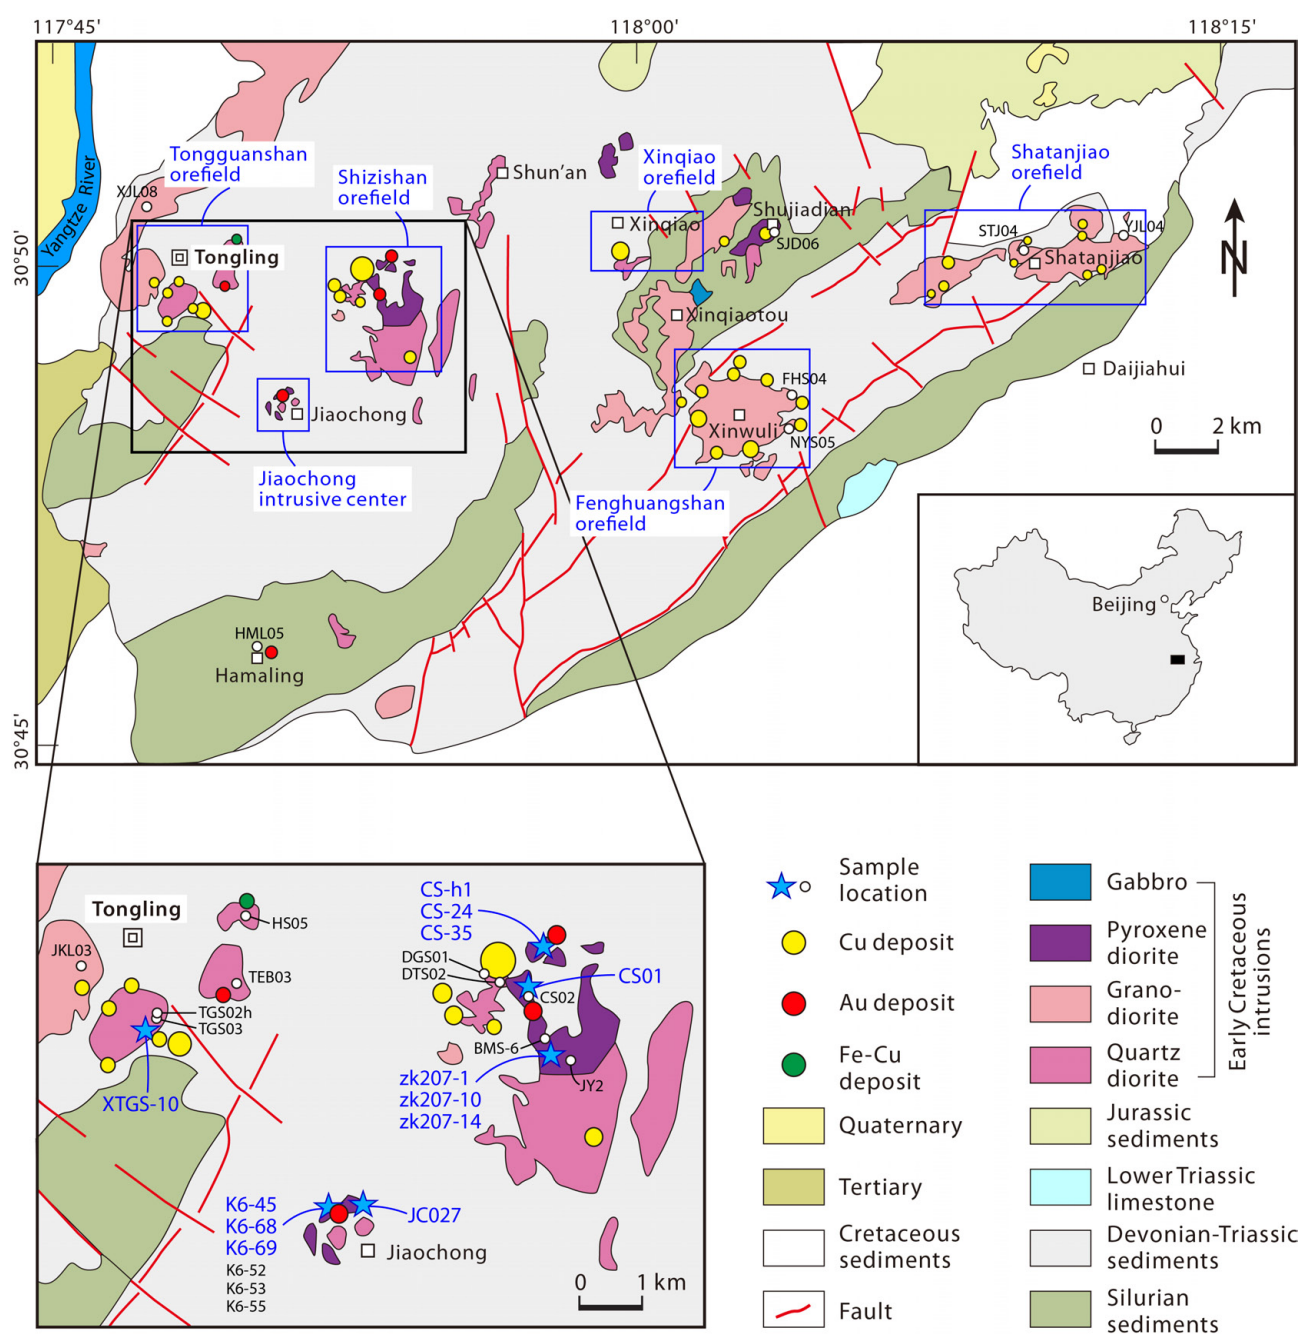 117°45'
118°00'
118°15'
30°50'
30°45'
Yangtze River
XJL08
Tongguanshan
orefield
Shizishan
orefield
Shun'an
Xinqiao
orefield
Shatanjiao
orefield
Tongling
Xinqiao
Shujiadian
SJD06
STJ04
YJL04
Shatanjiao
N
Xinqiaotou
Daijiahui
FHS04
Xinwuli
NYS05
Jiaochong
Jiaochong
intrusive center
Fenghuangshan
orefield
0 2 km
HML05
Hamaling
Beijing
Tongling
HS05
JKL03
TEB03
TGS02h
TGS03
XTGS-10
CS-h1
CS-24
CS-35
DGS01
DTS02
CS01
CS02
BMS-6
JY2
zk207-1
zk207-10
zk207-14
K6-45
K6-68
K6-69
K6-52
K6-53
K6-55
JC027
Jiaochong
0 1 km
Sample
location
Cu deposit
Au deposit
Fe-Cu
deposit
Quaternary
Tertiary
Cretaceous
sediments
Fault
Gabbro
Pyroxene
diorite
Grano-
diorite
Quartz
diorite
Early Cretaceous
intrusions
Jurassic
sediments
Lower Triassic
limestone
Devonian-Triassic
sediments
Silurian
sediments